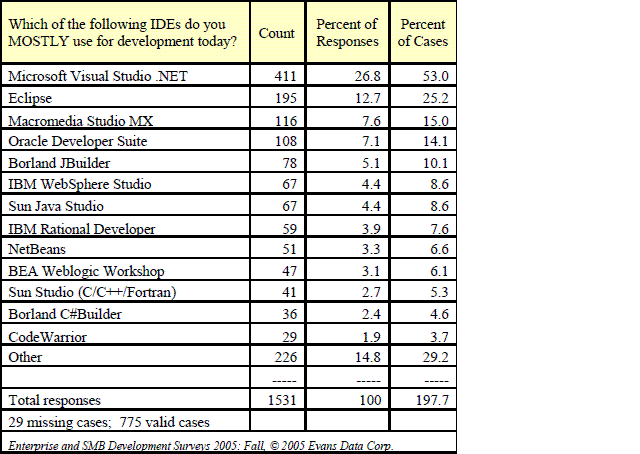 Which of the following IDEs do you
MOSTLY use for development today?
Count
Percent of
Responses
Percent
of Cases
Microsoft Visual Studio .NET 411 26.8 53.0
Eclipse 195 12.7 25.2
Macromedia Studio MX 116 7.6 15.0
Oracle Developer Suite 108 7.1 14.1
Borland JBuilder 78 5.1 10.1
IBM WebSphere Studio 67 4.4 8.6
Sun Java Studio 67 4.4 8.6
IBM Rational Developer 59 3.9 7.6
NetBeans 51 3.3 6.6
BEA Weblogic Workshop 47 3.1 6.1
Sun Studio (C/C++/Fortran) 41 2.7 5.3
Borland C#Builder 36 2.4 4.6
CodeWarrior 29 1.9 3.7
Other 226 14.8 29.2
----- ----- -----
Total responses 1531 100 197.7
29 missing cases; 775 valid cases
Enterprise and SMB Development Surveys 2005: Fall, © 2005 Evans Data Corp.